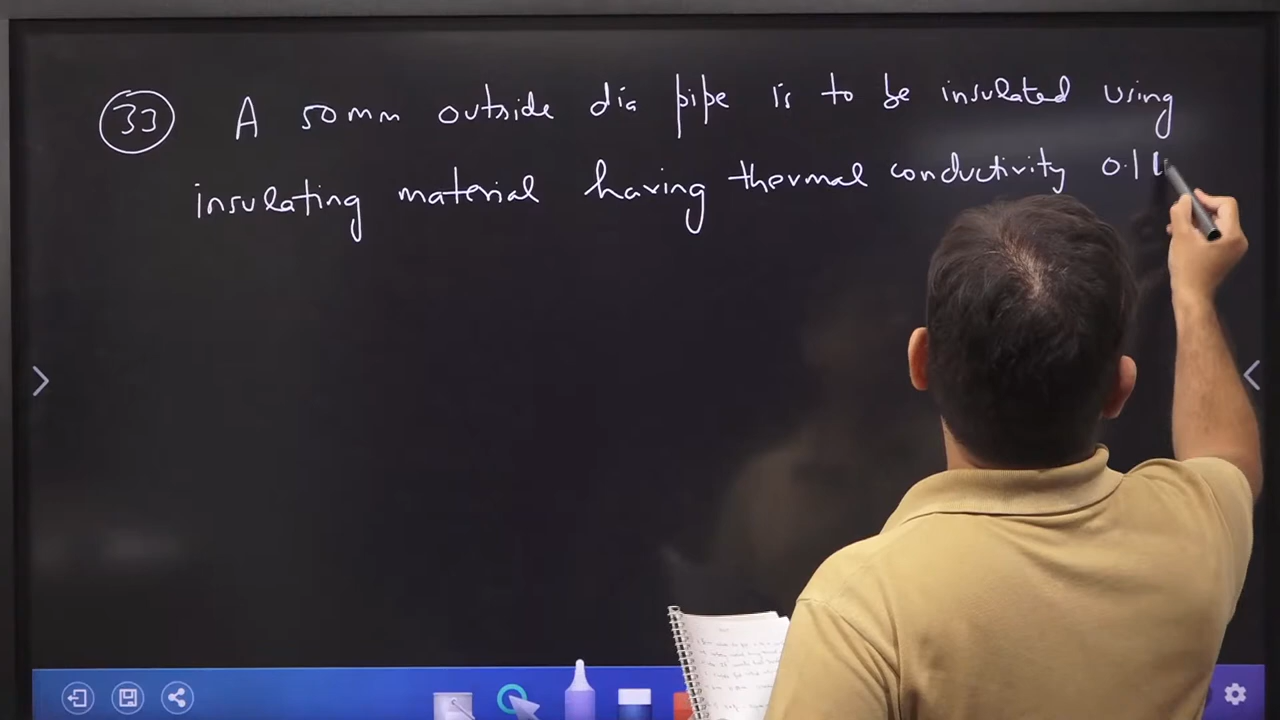 33 A 50mm outside dia pipe is to be insulated using
insulating material having thermal conductivity 0.1